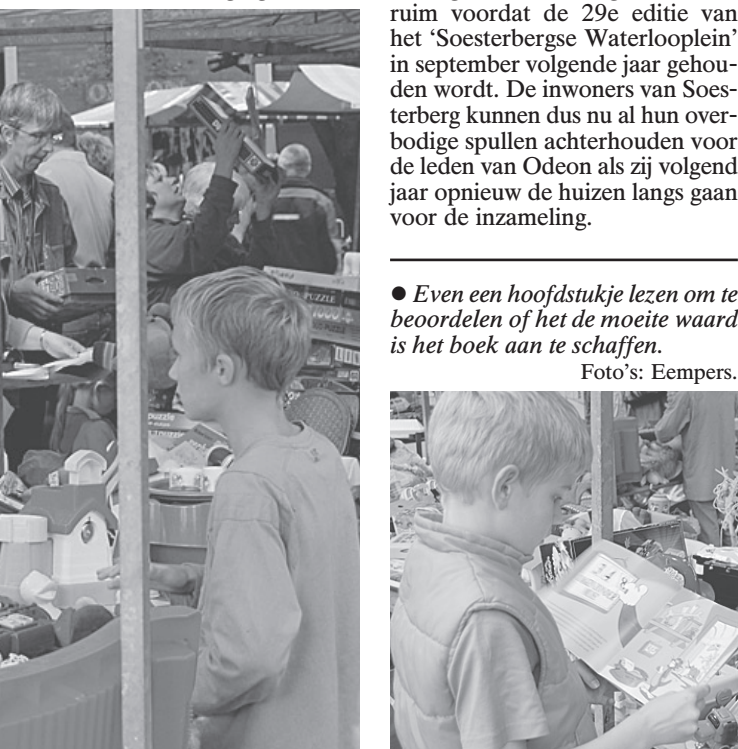 ruim voordat de 29e editie van
het ‘Soesterbergse Waterlooplein’
in september volgende jaar gehou-
den wordt. De inwoners van Soes-
terberg kunnen dus nu al hun over-
bodige spullen achterhouden voor
de leden van Odeon als zij volgend
jaar opnieuw de huizen langs gaan
voor de inzameling.
● Even een hoofdstukje lezen om te
beoordelen of het de moeite waard
is het boek aan te schaffen.
Foto's: Eempers.
PUZZLE
puzzle